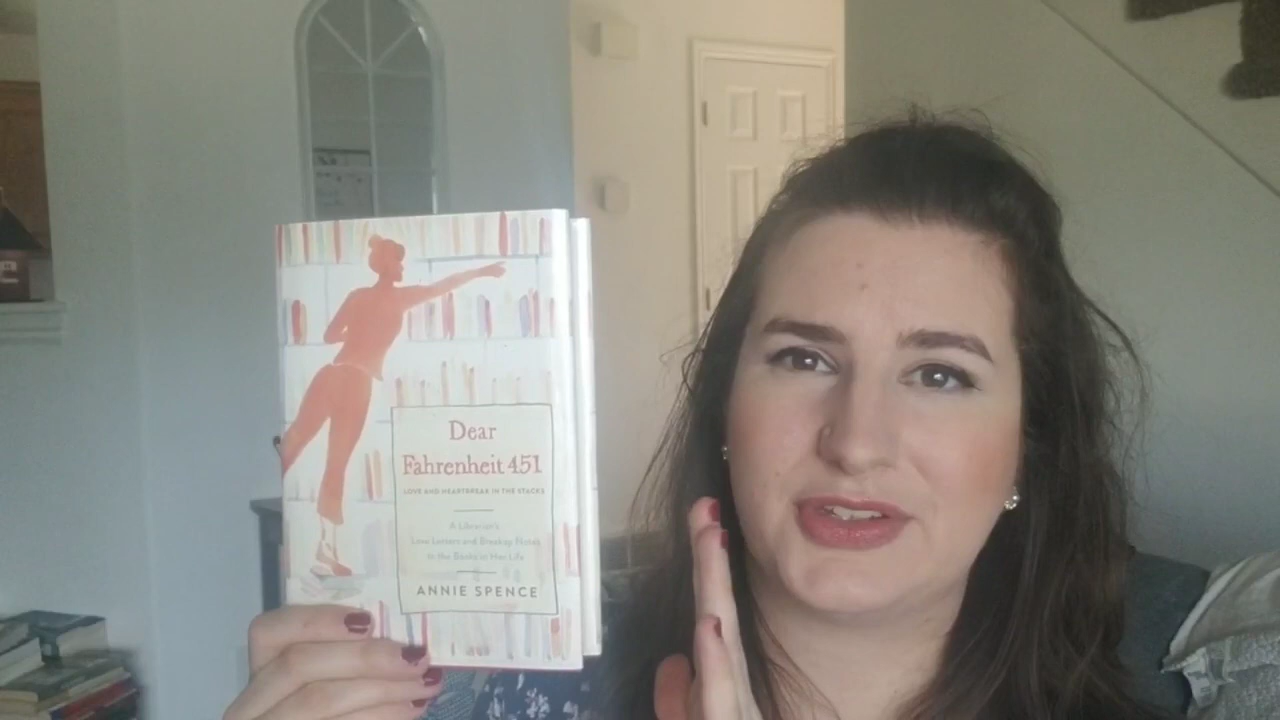 Dear
Fahrenheit 451
LOVE AND HEARTBREAK IN THE STACKS
A Librarian's
Love Letters and Breakup Notes
to the Books in Her Life
ANNIE SPENCE